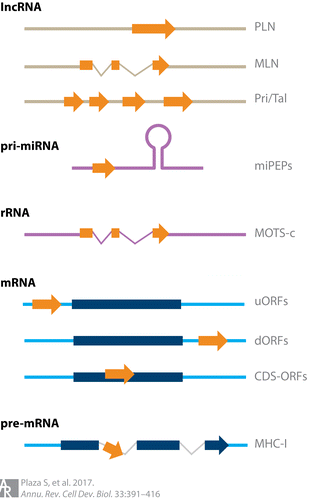 lncRNA
PLN
MLN
Pri/Tal
pri-miRNA
miPEPs
rRNA
MOTS-c
mRNA
uORFs
dORFs
CDS-ORFs
pre-mRNA
MHC-I
AR Plaza S, et al. 2017.
Annu. Rev. Cell Dev. Biol. 33:391–416